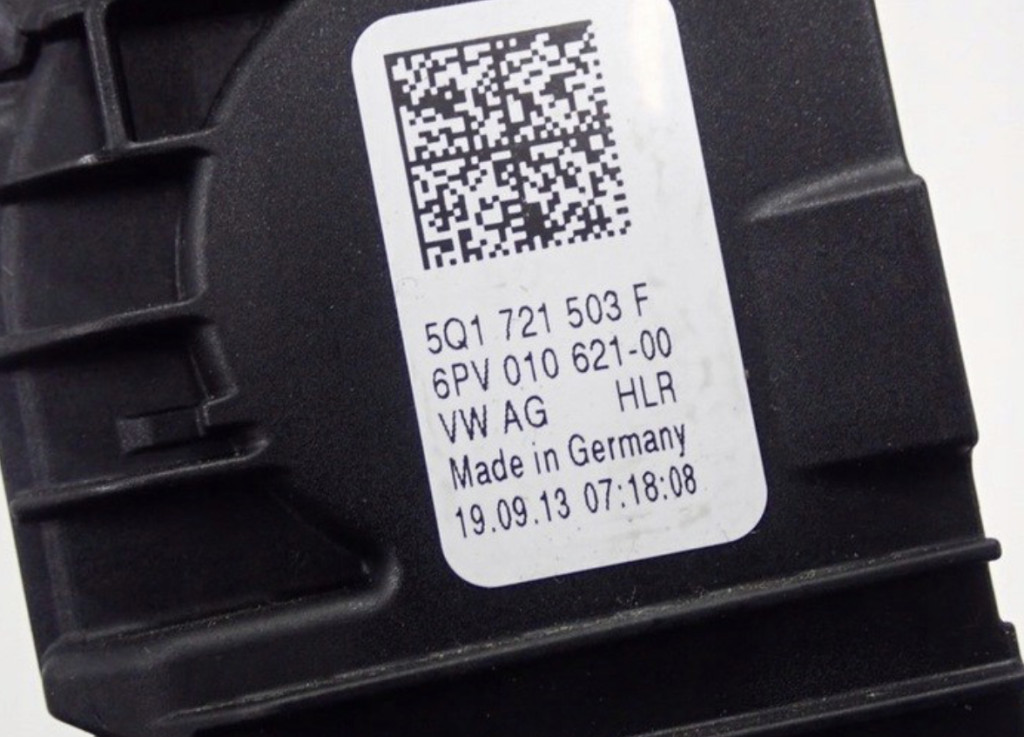 5Q1 721 503 F
6PV 010 621-00
VW AG HLR
Made in Germany
19.09.13 07:18:08